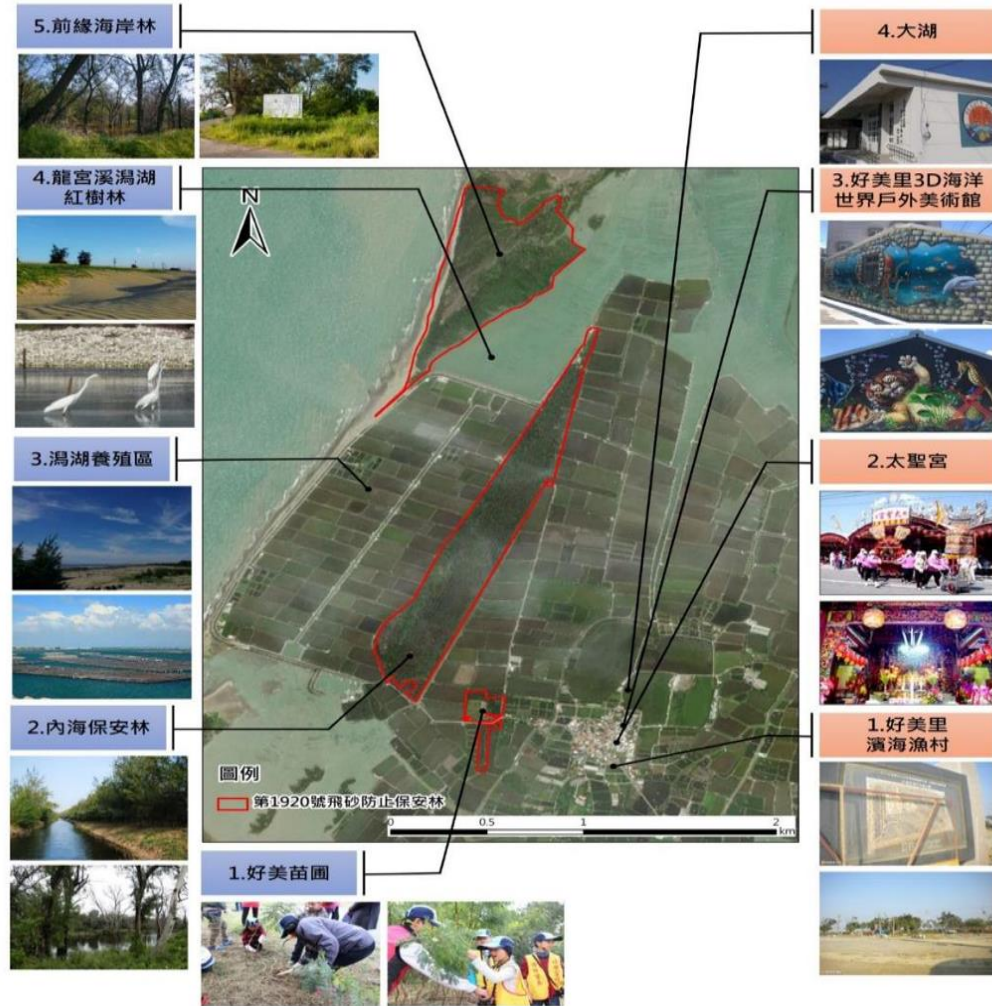 5.前緣海岸林
4.大湖
4.龍宮溪潟湖
紅樹林
N
3.好美里3D海洋
世界戶外美術館
3.潟湖養殖區
2.太聖宮
2.內海保安林
1.好美里
濱海漁村
圖例
第1920號飛砂防止保安林
0 0.5 1 2
km
1.好美苗圃